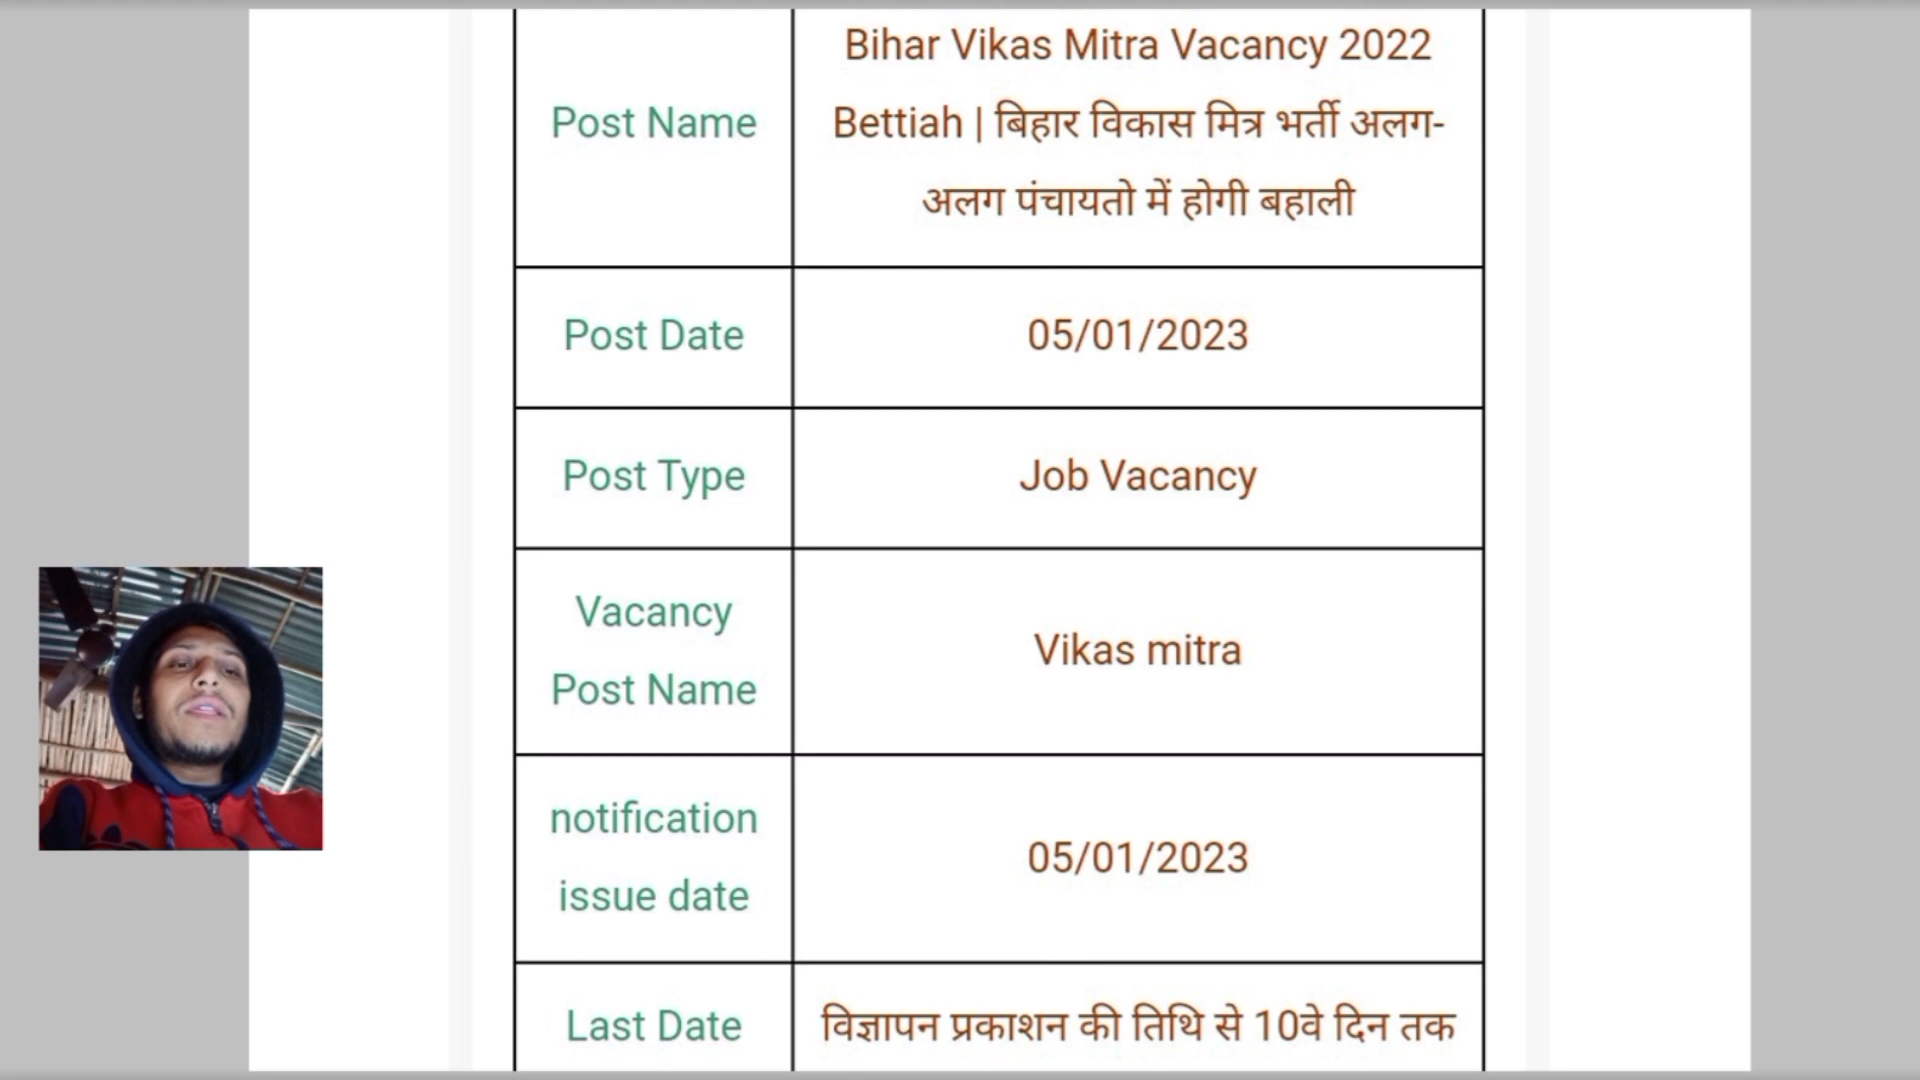 Post Name
Bihar Vikas Mitra Vacancy 2022
Bettiah | बिहार विकास मित्र भर्ती अलग-
अलग पंचायतो में होगी बहाली
Post Date
05/01/2023
Post Type
Job Vacancy
Vacancy
Post Name
Vikas mitra
notification
issue date
05/01/2023
Last Date
विज्ञापन प्रकाशन की तिथि से 10वे दिन तक